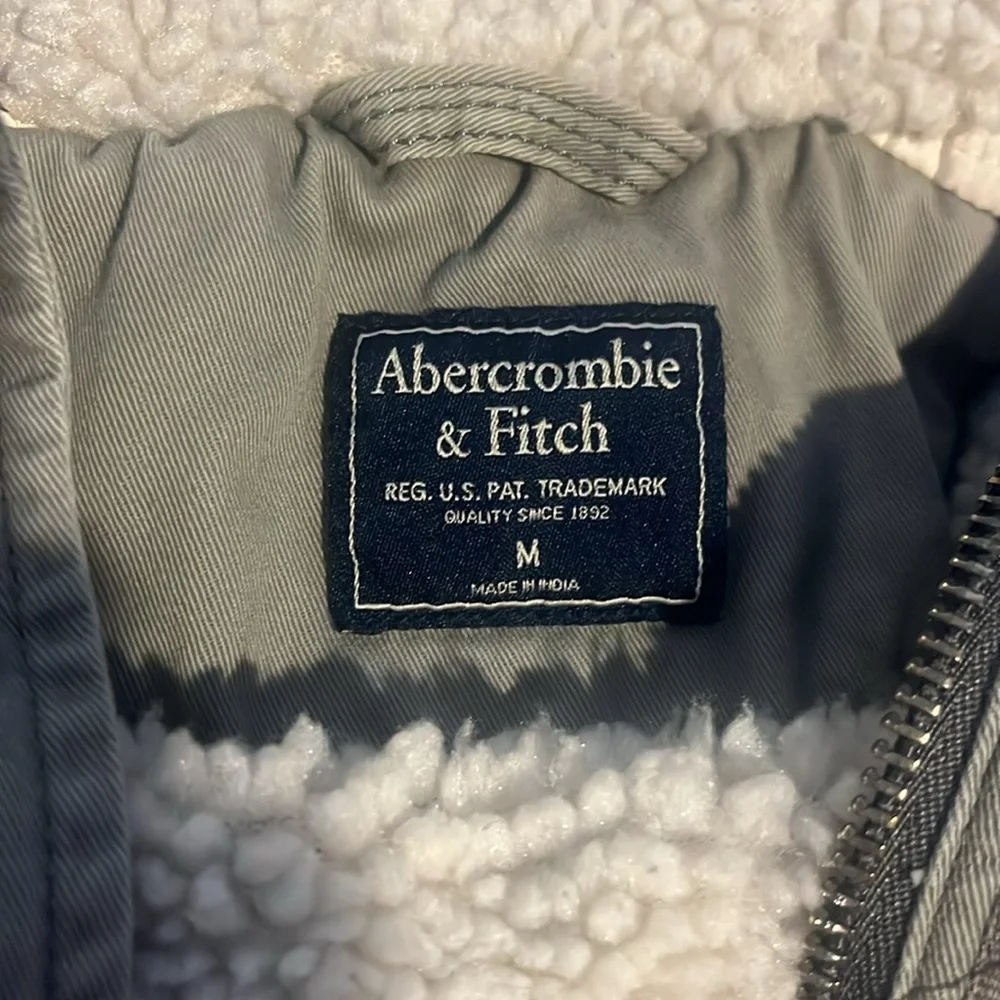 Abercrombie
& Fitch
REG. U.S. PAT. TRADEMARK
QUALITY SINCE 1892
M
MADE IN INDIA